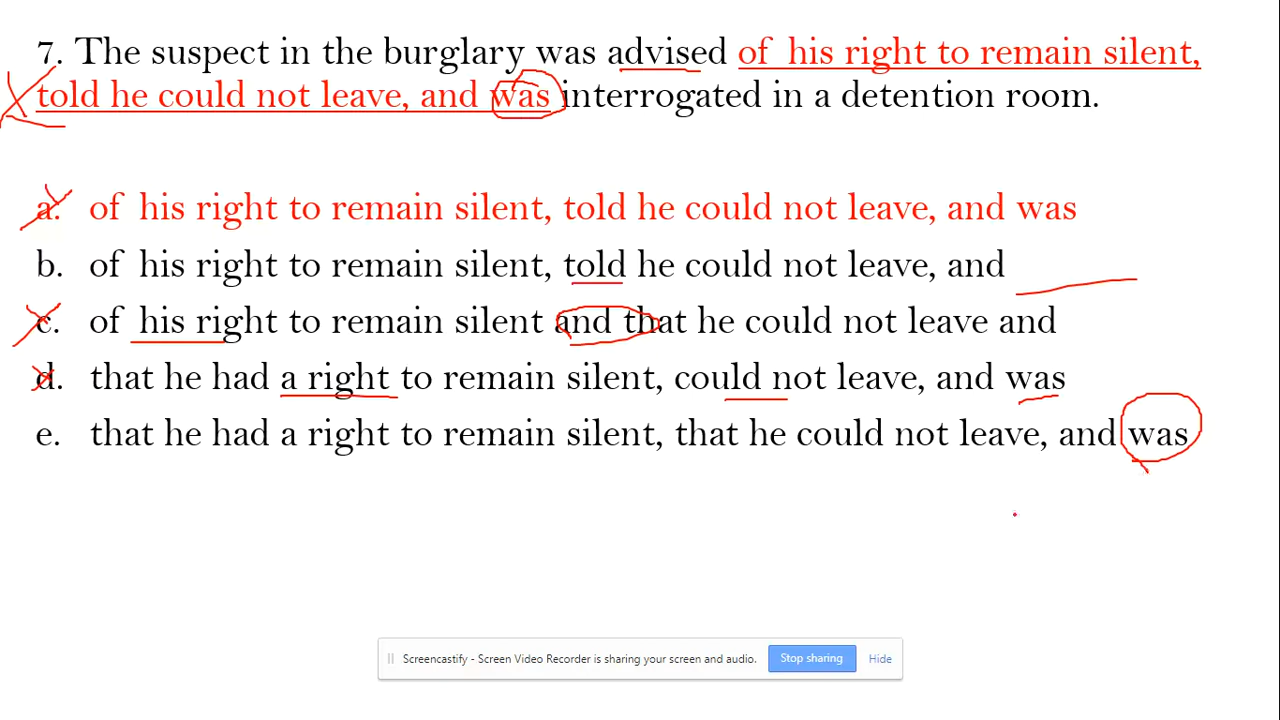 7. The suspect in the burglary was advised of his right to remain silent,
told he could not leave, and was interrogated in a detention room.
a. of his right to remain silent, told he could not leave, and was
b. of his right to remain silent, told he could not leave, and
c. of his right to remain silent and that he could not leave and
d. that he had a right to remain silent, could not leave, and was
e. that he had a right to remain silent, that he could not leave, and was
Screencastify - Screen Video Recorder is sharing your screen and audio. Stop sharing Hide